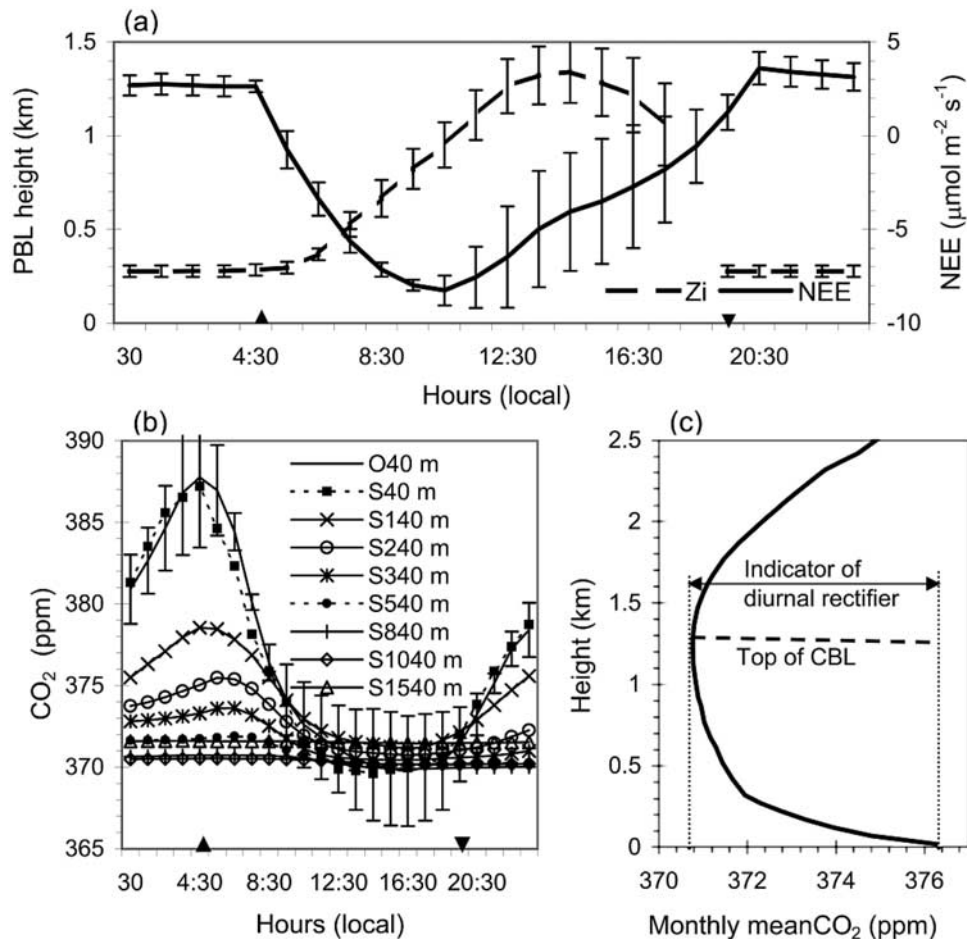 (a)
1.5
1
0.5
0
PBL height (km)
5
0
-5
-10
NEE (μmol m⁻² s⁻¹)
Zi NEE
30 4:30 8:30 12:30 16:30 20:30
Hours (local)
(b)
390
385
380
375
370
365
CO₂ (ppm)
O40 m
S40 m
S140 m
S240 m
S340 m
S540 m
S840 m
S1040 m
S1540 m
30 4:30 8:30 12:30 16:30 20:30
Hours (local)
(c)
2.5
2
1.5
1
0.5
0
Height (km)
Indicator of
diurnal rectifier
Top of CBL
370 372 374 376
Monthly meanCO₂ (ppm)